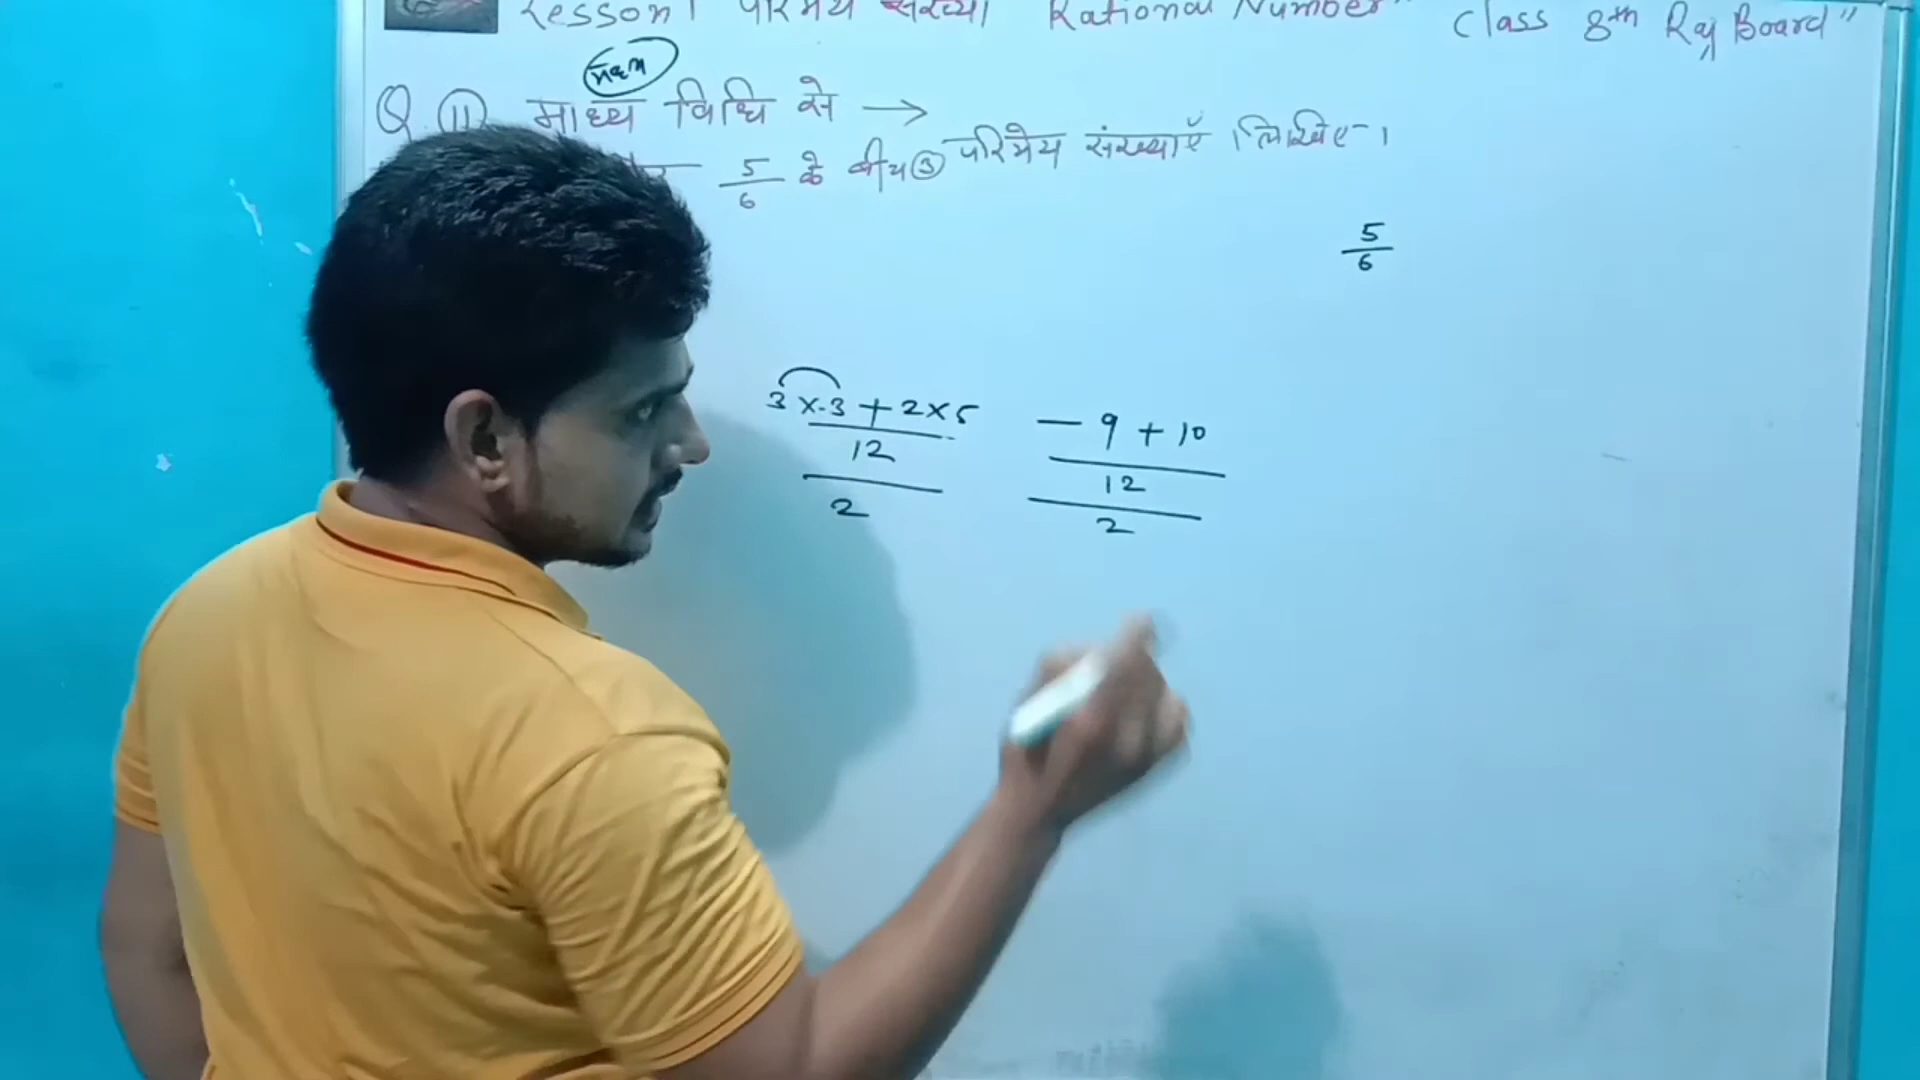 Lesson 1 परिमेय संख्या Rational Number" Class 8th Raj Board"
मध्य
Q 11 माध्य विधि से →
5/6 के बीच 3 परिमेय संख्याएँ लिखिए-।
5/6
3×-3+2×5 -9+10
12 12
2 2